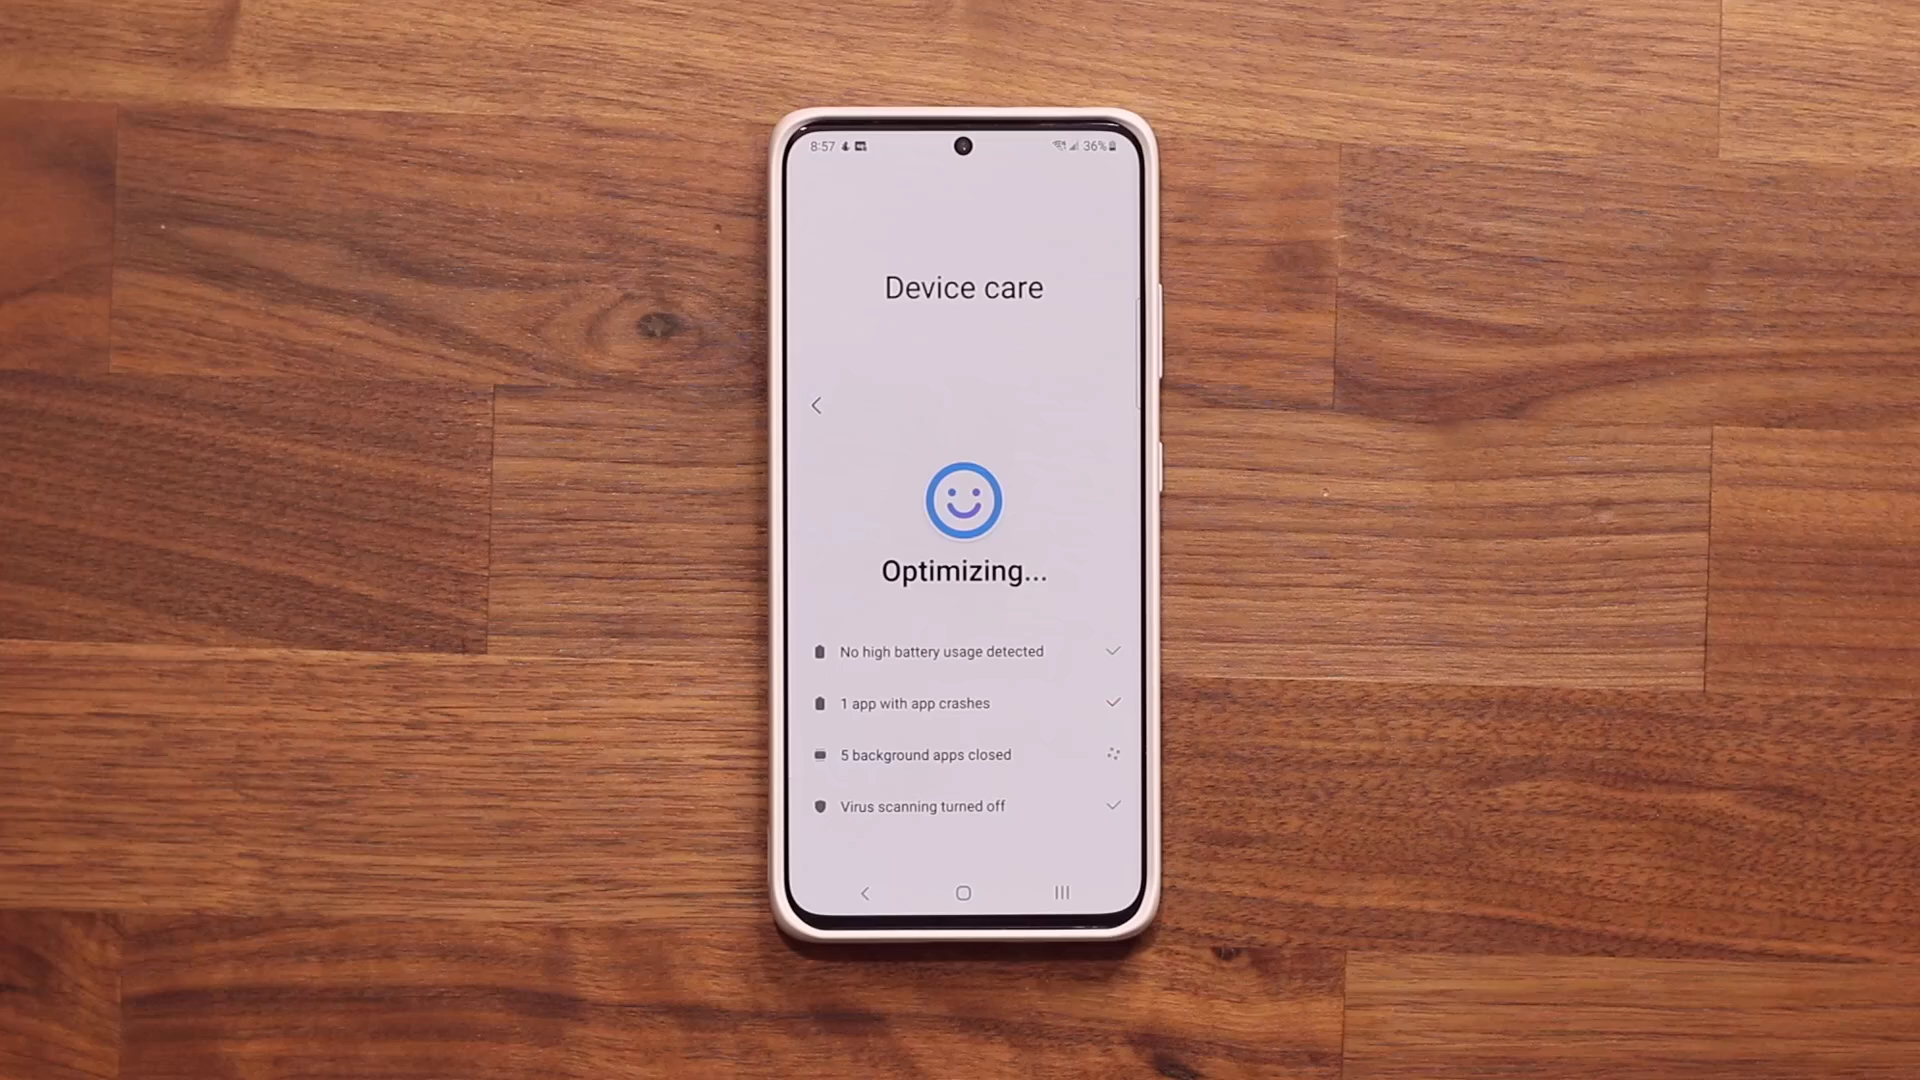 8:57
36%
Device care
Optimizing...
No high battery usage detected
1 app with app crashes
5 background apps closed
Virus scanning turned off